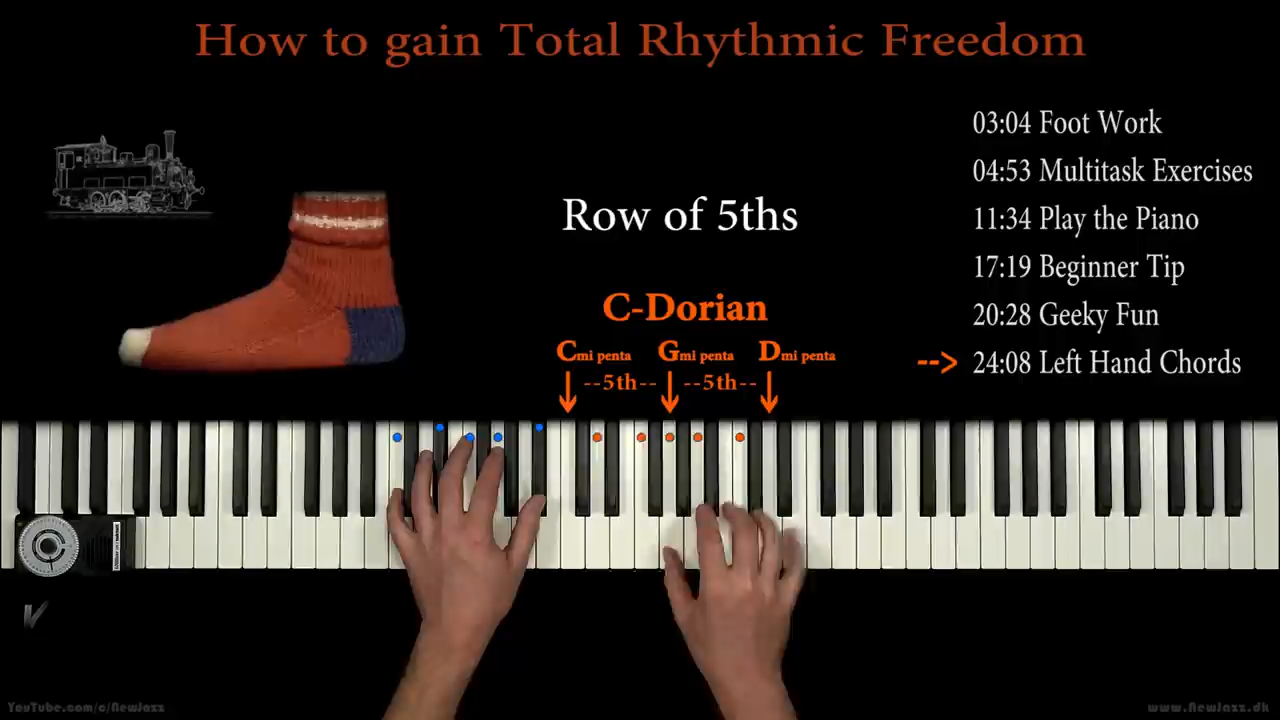 How to gain Total Rhythmic Freedom
03:04 Foot Work
04:53 Multitask Exercises
11:34 Play the Piano
17:19 Beginner Tip
20:28 Geeky Fun
--> 24:08 Left Hand Chords
Row of 5ths
C-Dorian
Cmi penta Gmi penta Dmi penta
--5th-- --5th--
YouTube.com/c/NewJazz
www.NewJazz.dk